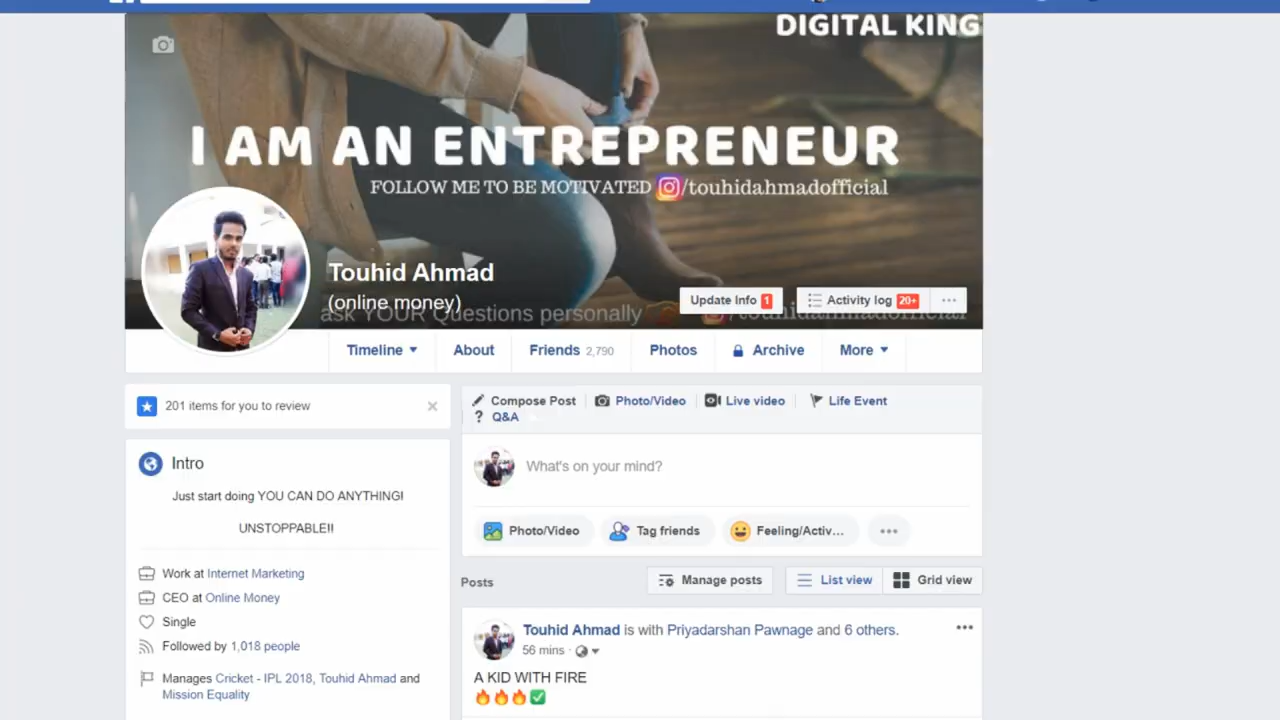 DIGITAL KING
I AM AN ENTREPRENEUR
FOLLOW ME TO BE MOTIVATED /touhidahmadofficial
Touhid Ahmad
(online money)
ask YOUR Questions personally /touhidahmadofficial
Update Info 1
Activity log 20+
Timeline
About
Friends 2,790
Photos
Archive
More
201 items for you to review
Intro
Just start doing YOU CAN DO ANYTHING!
UNSTOPPABLE!!
Work at Internet Marketing
CEO at Online Money
Single
Followed by 1,018 people
Manages Cricket - IPL 2018, Touhid Ahmad and
Mission Equality
Compose Post
Photo/Video
Live video
Life Event
? Q&A
What's on your mind?
Photo/Video
Tag friends
Feeling/Activ...
Posts
Manage posts
List view
Grid view
Touhid Ahmad is with Priyadarshan Pawnage and 6 others.
56 mins ·
A KID WITH FIRE
🔥🔥🔥✅